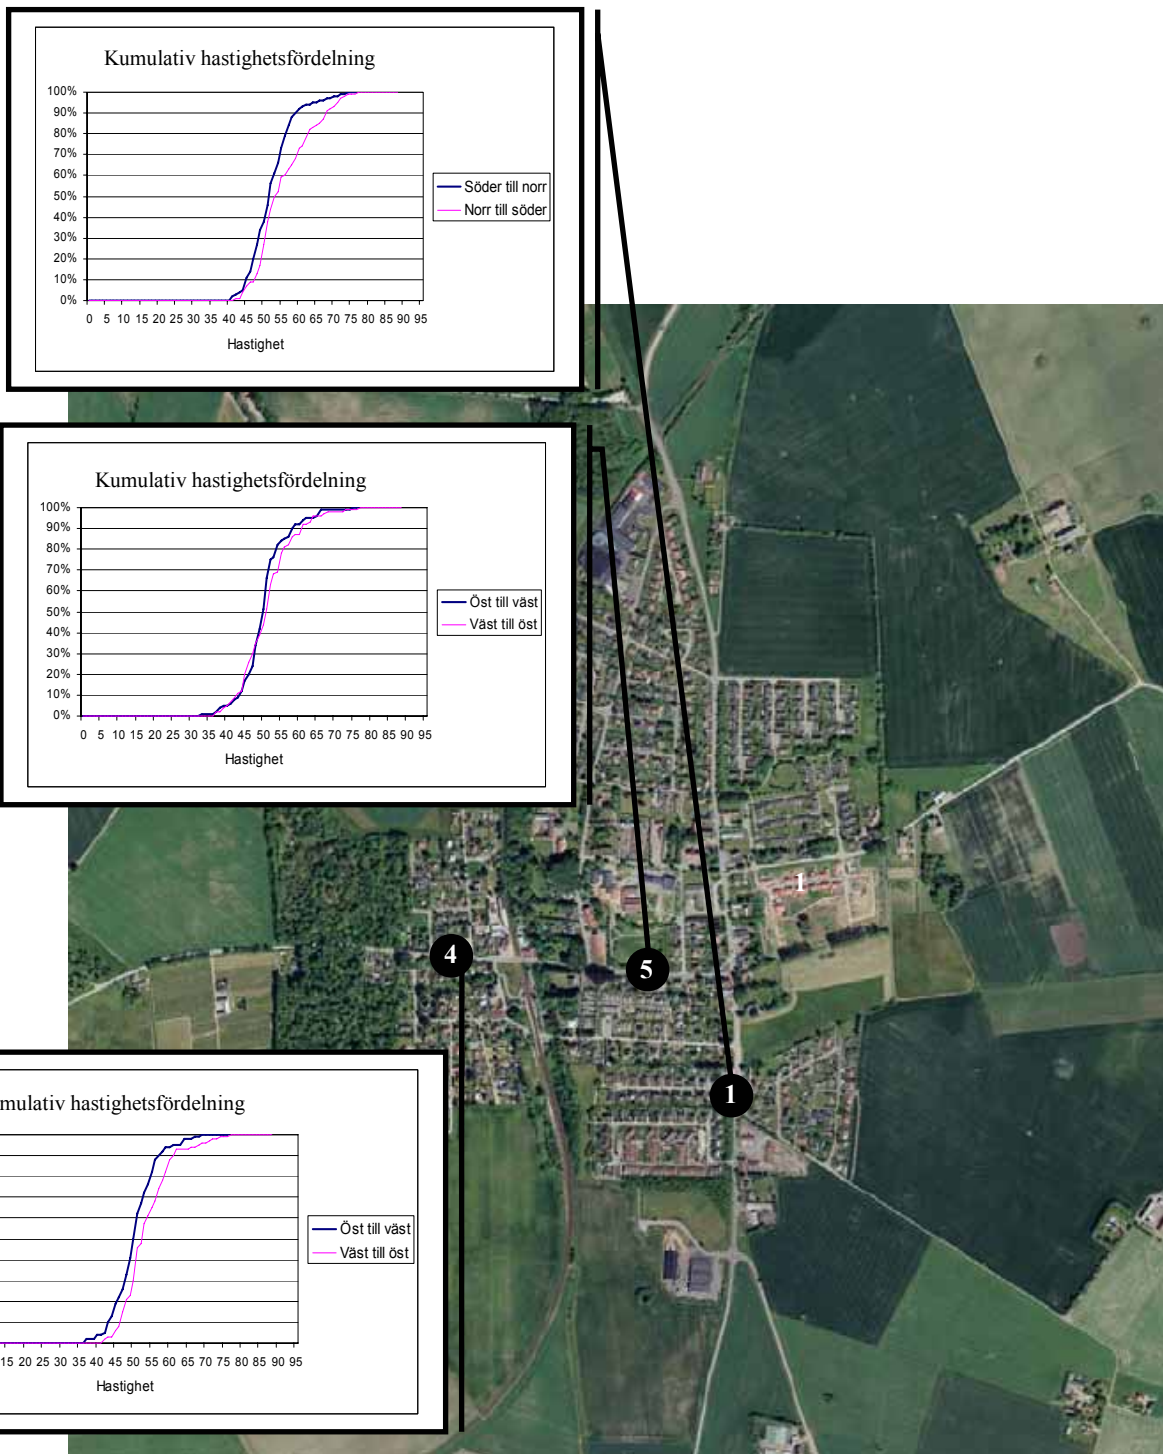 Kumulativ hastighetsfördelning
100%
90%
80%
70%
60%
50%
40%
30%
20%
10%
0%
0 5 10 15 20 25 30 35 40 45 50 55 60 65 70 75 80 85 90 95
Hastighet
Söder till norr
Norr till söder
Kumulativ hastighetsfördelning
100%
90%
80%
70%
60%
50%
40%
30%
20%
10%
0%
0 5 10 15 20 25 30 35 40 45 50 55 60 65 70 75 80 85 90 95
Hastighet
Öst till väst
Väst till öst
1
4
5
1
mulativ hastighetsfördelning
15 20 25 30 35 40 45 50 55 60 65 70 75 80 85 90 95
Hastighet
Öst till väst
Väst till öst